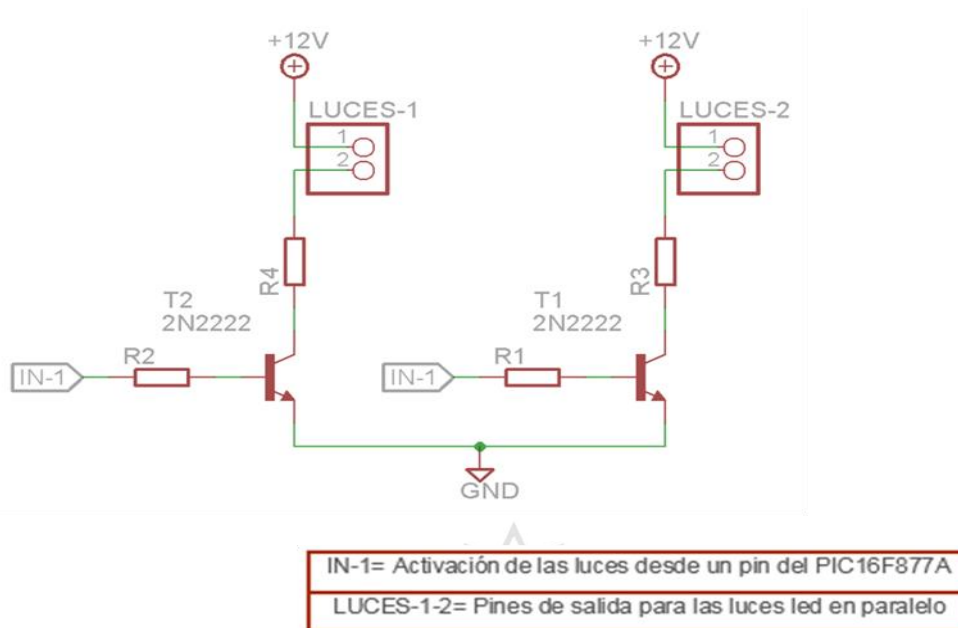 +12V
+12V
LUCES-1
LUCES-2
1
1
2
2
R4
R3
T2
T1
2N2222
2N2222
R2
R1
IN-1
IN-1
GND
IN-1= Activación de las luces desde un pin del PIC16F877A
LUCES-1-2= Pines de salida para las luces led en paralelo